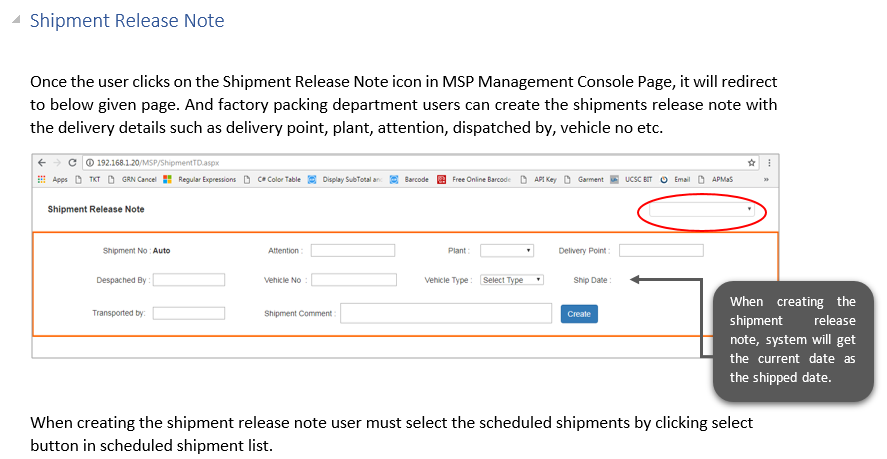 Shipment Release Note
Once the user clicks on the Shipment Release Note icon in MSP Management Console Page, it will redirect
to below given page. And factory packing department users can create the shipments release note with
the delivery details such as delivery point, plant, attention, dispatched by, vehicle no etc.
192.168.1.20/MSP/ShipmentTD.aspx
Apps TKT GRN Cancel Regular Expressions C# Color Table Display SubTotal an Barcode Free Online Barcode API Key Garment UCSC BIT Email APMaS »
Shipment Release Note
Shipment No : Auto Attention : Plant : Delivery Point :
Despached By : Vehicle No : Vehicle Type : Select Type Ship Date :
Transported by: Shipment Comment : Create
When creating the
shipment release
note, system will get
the current date as
the shipped date.
When creating the shipment release note user must select the scheduled shipments by clicking select
button in scheduled shipment list.